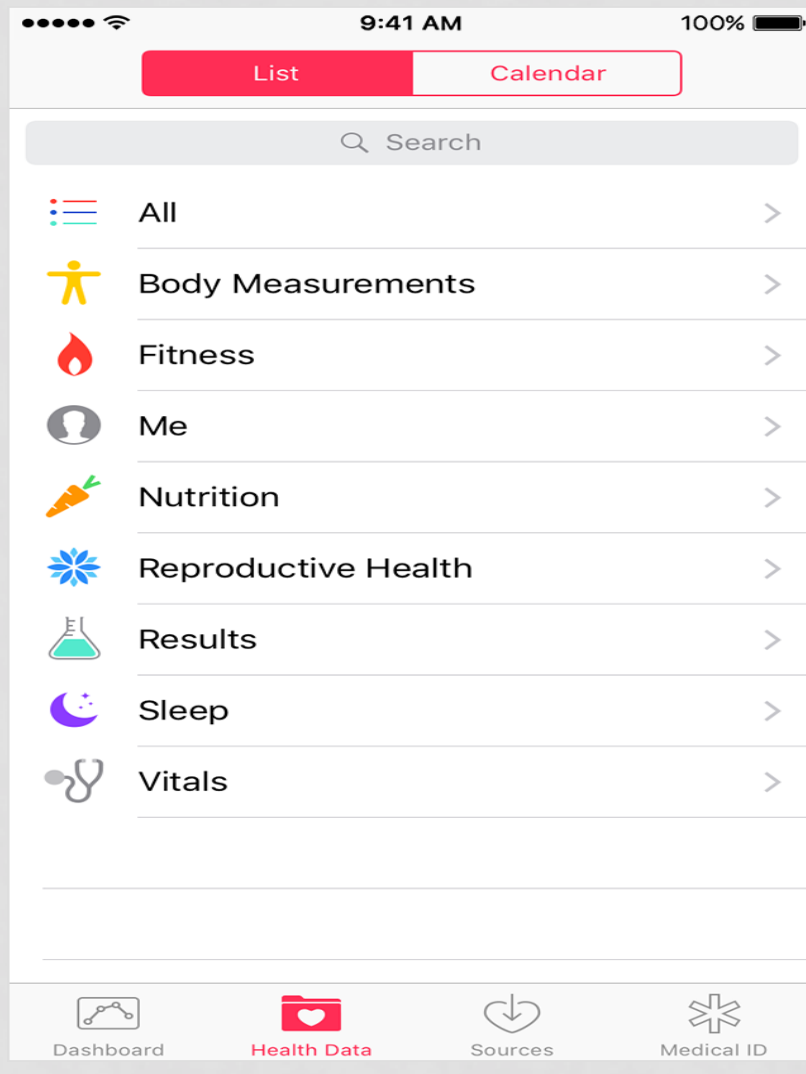 9:41 AM 100%
List Calendar
Search
All
Body Measurements
Fitness
Me
Nutrition
Reproductive Health
Results
Sleep
Vitals
Dashboard Health Data Sources Medical ID